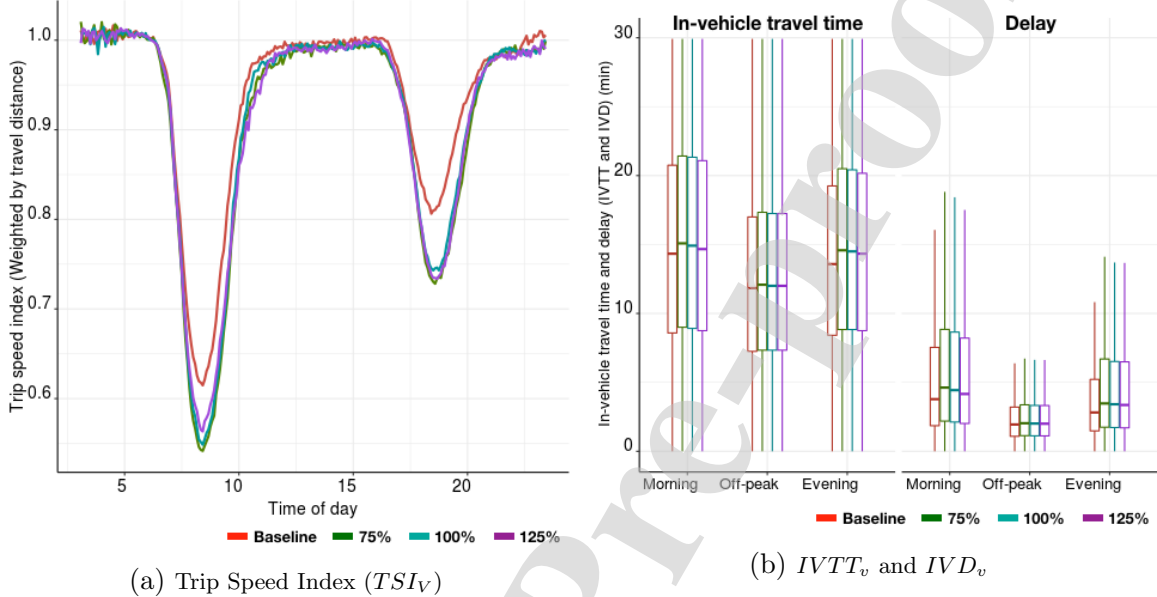 Trip speed index (Weighted by travel distance)
1.0
0.9
0.8
0.7
0.6
5
10
15
20
Time of day
Baseline 75% 100% 125%
(a) Trip Speed Index (TSI_V)
In-vehicle travel time
Delay
In-vehicle travel time and delay (IVTT and IVD) (min)
30
20
10
0
Morning Off-peak Evening
Morning Off-peak Evening
Baseline 75% 100% 125%
(b) IVTT_v and IVD_v
Pre-proof